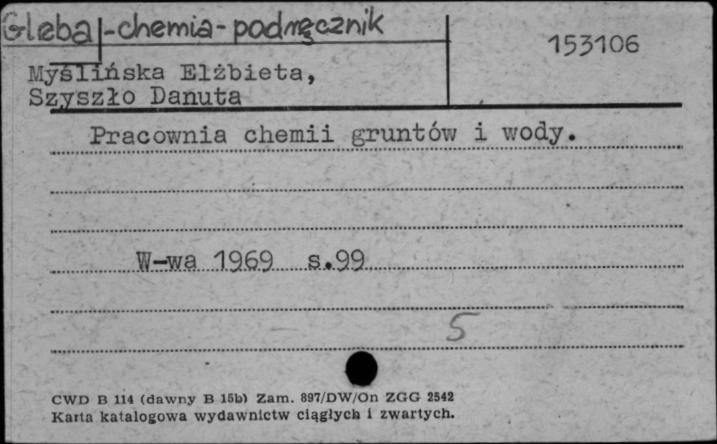 Gleba-chemia-podręcznik
153106
Myślińska Elżbieta,
Szyszło Danuta
Pracownia chemii gruntów i wody.
W-wa 1969 s.99
5
CWD B 114 (dawny B 15b) Zam. 897/DW/On ZGG 2542
Karta katalogowa wydawnictw ciągłych i zwartych.